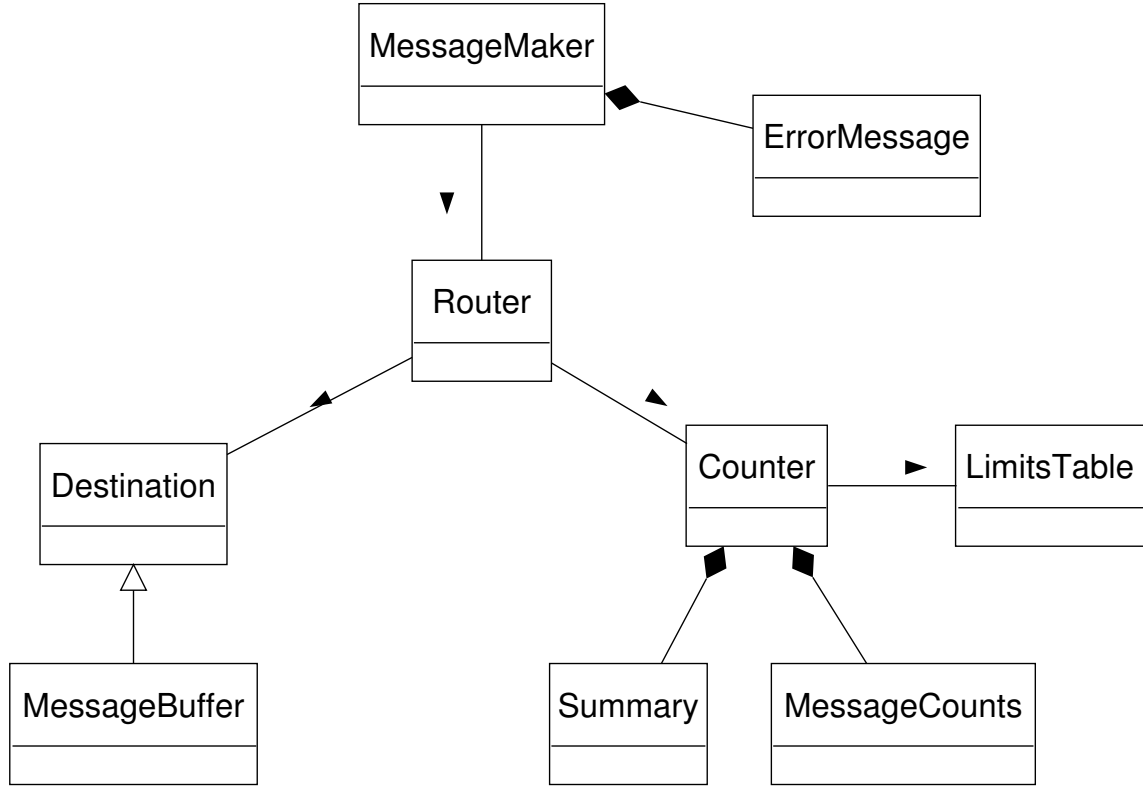 MessageMaker
ErrorMessage
Router
Destination
Counter
LimitsTable
MessageBuffer
Summary
MessageCounts